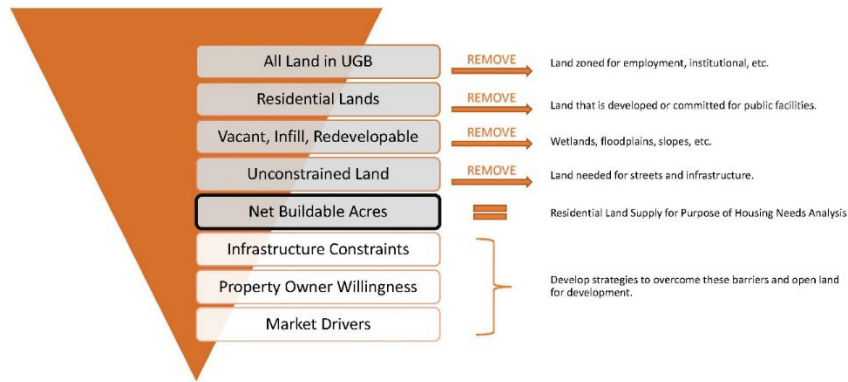 All Land in UGB
REMOVE
Land zoned for employment, institutional, etc.
Residential Lands
REMOVE
Land that is developed or committed for public facilities.
Vacant, Infill, Redevelopable
REMOVE
Wetlands, floodplains, slopes, etc.
Unconstrained Land
REMOVE
Land needed for streets and infrastructure.
Net Buildable Acres
=
Residential Land Supply for Purpose of Housing Needs Analysis
Infrastructure Constraints
Property Owner Willingness
Market Drivers
Develop strategies to overcome these barriers and open land
for development.